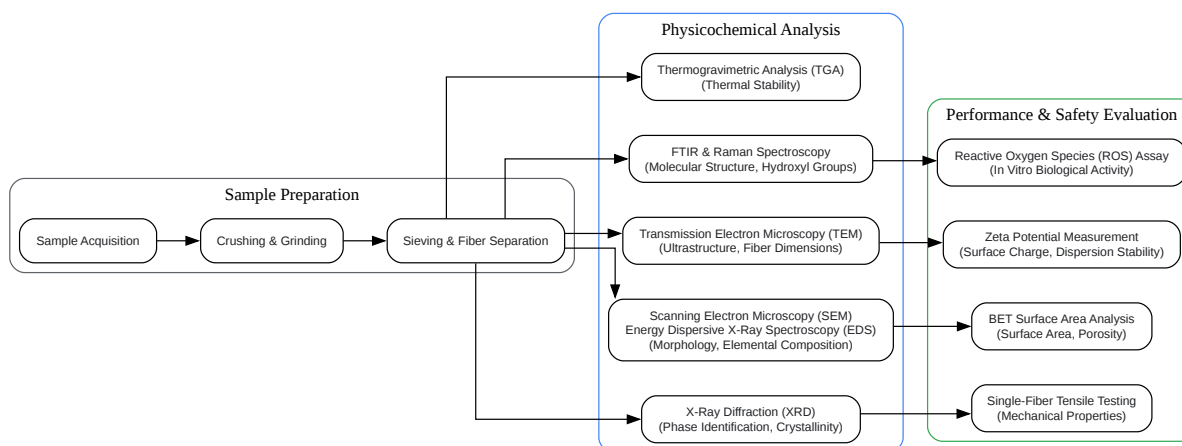 Sample Preparation
Sample Acquisition
Crushing & Grinding
Sieving & Fiber Separation
Physicochemical Analysis
Thermogravimetric Analysis (TGA)
(Thermal Stability)
FTIR & Raman Spectroscopy
(Molecular Structure, Hydroxyl Groups)
Transmission Electron Microscopy (TEM)
(Ultrastructure, Fiber Dimensions)
Scanning Electron Microscopy (SEM)
Energy Dispersive X-Ray Spectroscopy (EDS)
(Morphology, Elemental Composition)
X-Ray Diffraction (XRD)
(Phase Identification, Crystallinity)
Performance & Safety Evaluation
Reactive Oxygen Species (ROS) Assay
(In Vitro Biological Activity)
Zeta Potential Measurement
(Surface Charge, Dispersion Stability)
BET Surface Area Analysis
(Surface Area, Porosity)
Single-Fiber Tensile Testing
(Mechanical Properties)